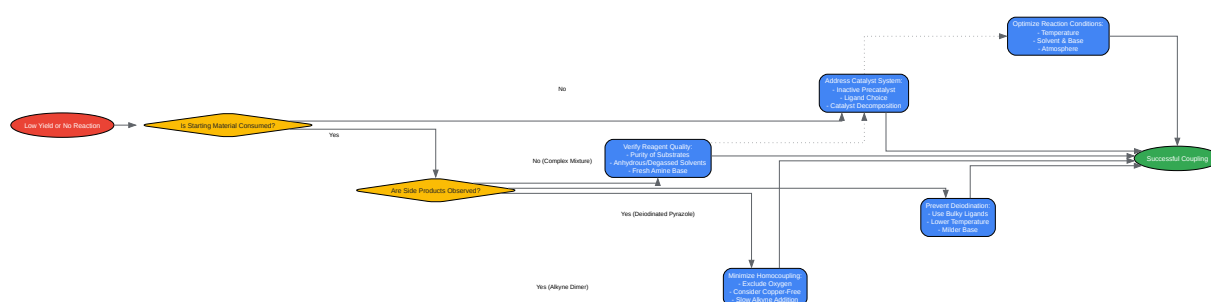 Optimize Reaction Conditions:
- Temperature
- Solvent & Base
- Atmosphere
No
Address Catalyst System:
- Inactive Precatalyst
- Ligand Choice
- Catalyst Decomposition
Low Yield or No Reaction
Is Starting Material Consumed?
Yes
Verify Reagent Quality:
- Purity of Substrates
- Anhydrous/Degassed Solvents
- Fresh Amine Base
No (Complex Mixture)
Successful Coupling
Are Side Products Observed?
Prevent Deiodination:
- Use Bulky Ligands
- Lower Temperature
- Milder Base
Yes (Deiodinated Pyrazole)
Minimize Homocoupling:
- Exclude Oxygen
- Consider Copper-Free
- Slow Alkyne Addition
Yes (Alkyne Dimer)